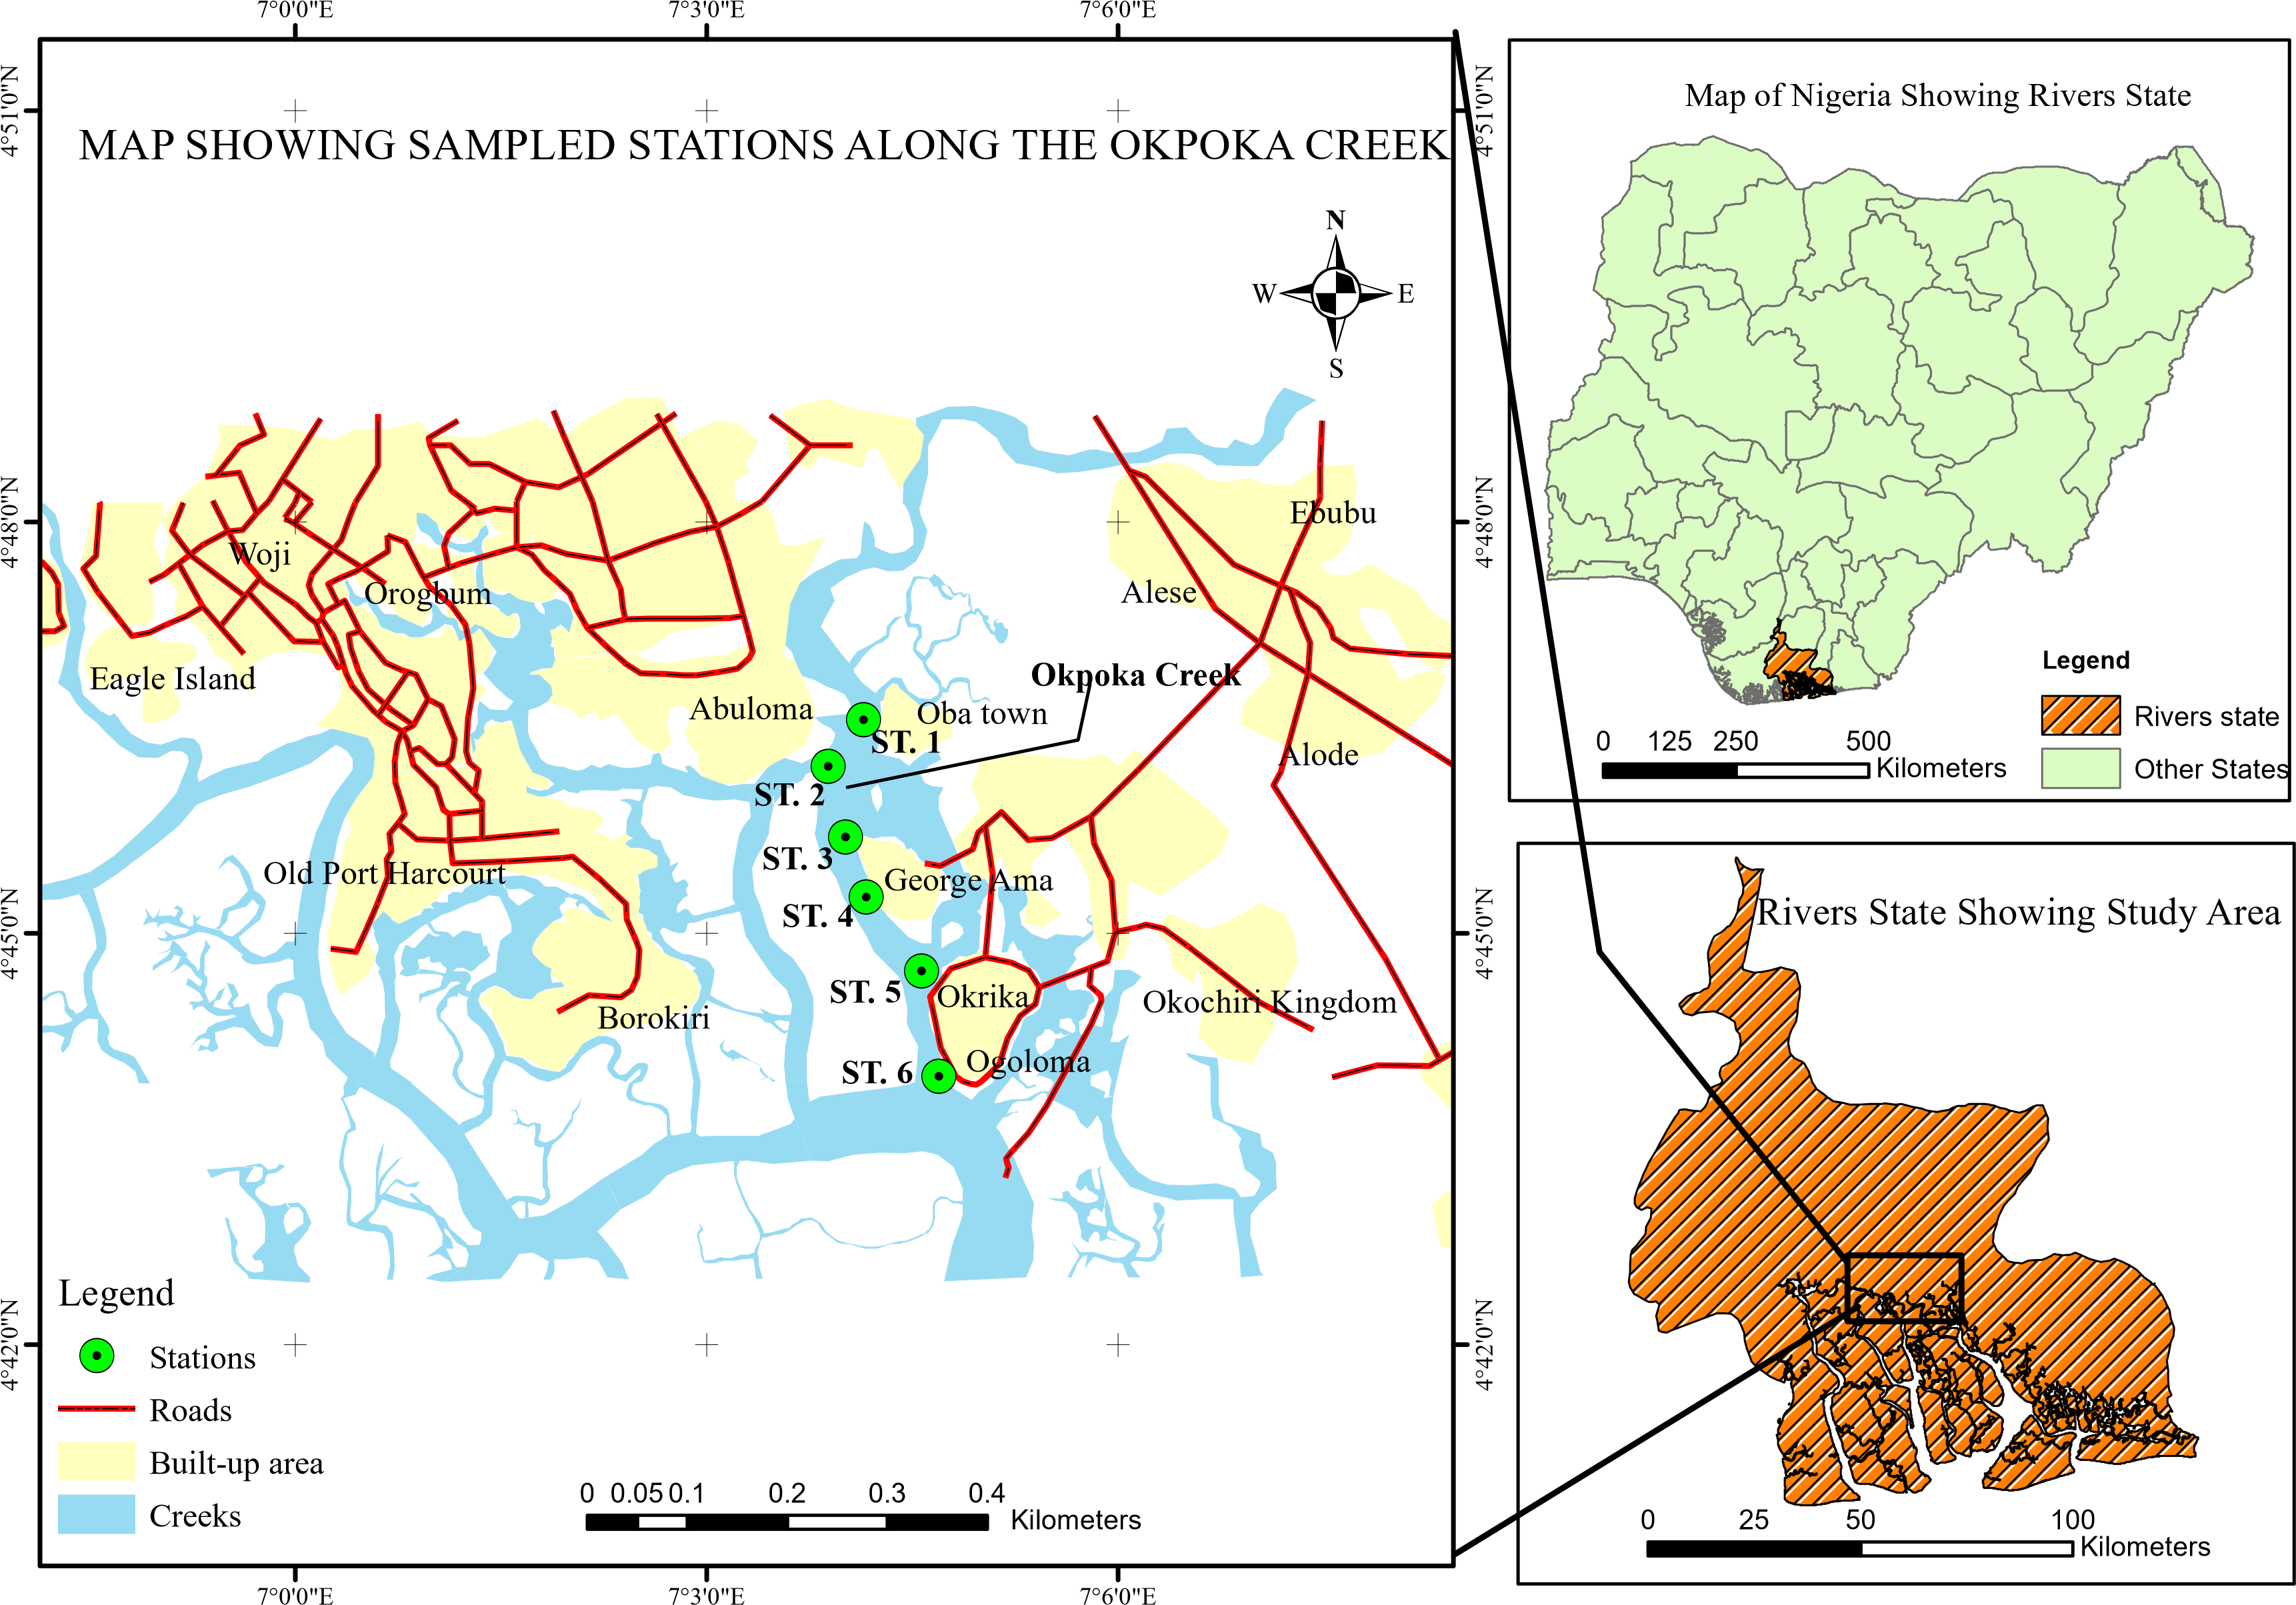 7°0'0"E
7°3'0"E
7°6'0"E
4°51'0"N
4°51'0"N
MAP SHOWING SAMPLED STATIONS ALONG THE OKPOKA CREEK
N
W
E
S
4°48'0"N
4°48'0"N
Ebubu
Woji
Alese
Orogbum
Okpoka Creek
Eagle Island
Abuloma
Oba town
ST. 1
Alode
ST. 2
ST. 3
Old Port Harcourt
George Ama
ST. 4
4°45'0"N
4°45'0"N
ST. 5
Okrika
Okochiri Kingdom
Borokiri
Ogoloma
ST. 6
Legend
4°42'0"N
4°42'0"N
Stations
Roads
Built-up area
Creeks
0 0.05 0.1 0.2 0.3 0.4
Kilometers
7°0'0"E
7°3'0"E
7°6'0"E
Map of Nigeria Showing Rivers State
Legend
Rivers state
Other States
0 125 250 500
Kilometers
Rivers State Showing Study Area
0 25 50 100
Kilometers